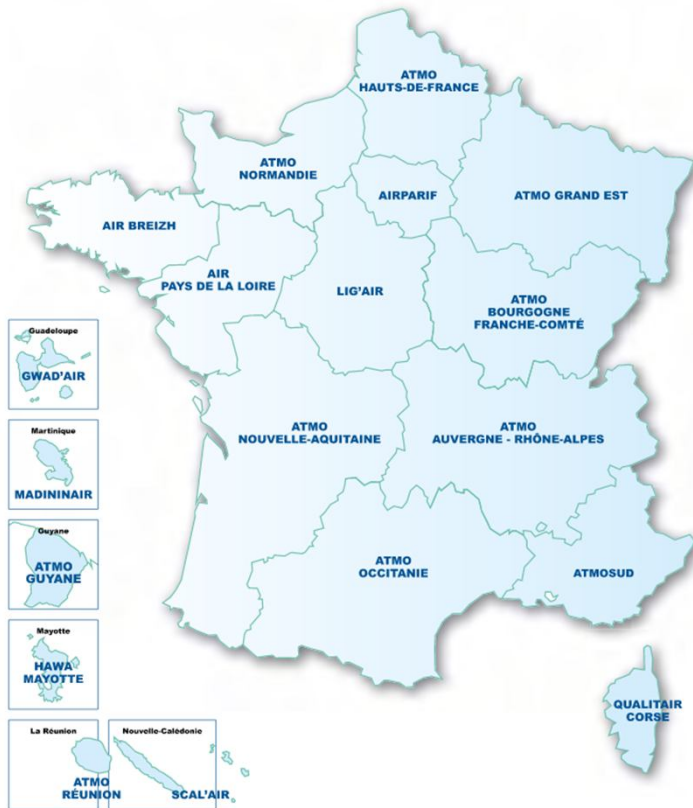 ATMO
HAUTS-DE-FRANCE
ATMO
NORMANDIE
AIRPARIF
ATMO GRAND EST
AIR BREIZH
AIR
PAYS DE LA LOIRE
LIG'AIR
ATMO
BOURGOGNE
FRANCHE-COMTÉ
Guadeloupe
GWAD'AIR
ATMO
NOUVELLE-AQUITAINE
ATMO
AUVERGNE - RHÔNE-ALPES
Martinique
MADININAIR
Guyane
ATMO
GUYANE
ATMO
OCCITANIE
ATMOSUD
Mayotte
HAWA
MAYOTTE
QUALITAIR
CORSE
La Réunion
ATMO
RÉUNION
Nouvelle-Calédonie
SCAL'AIR